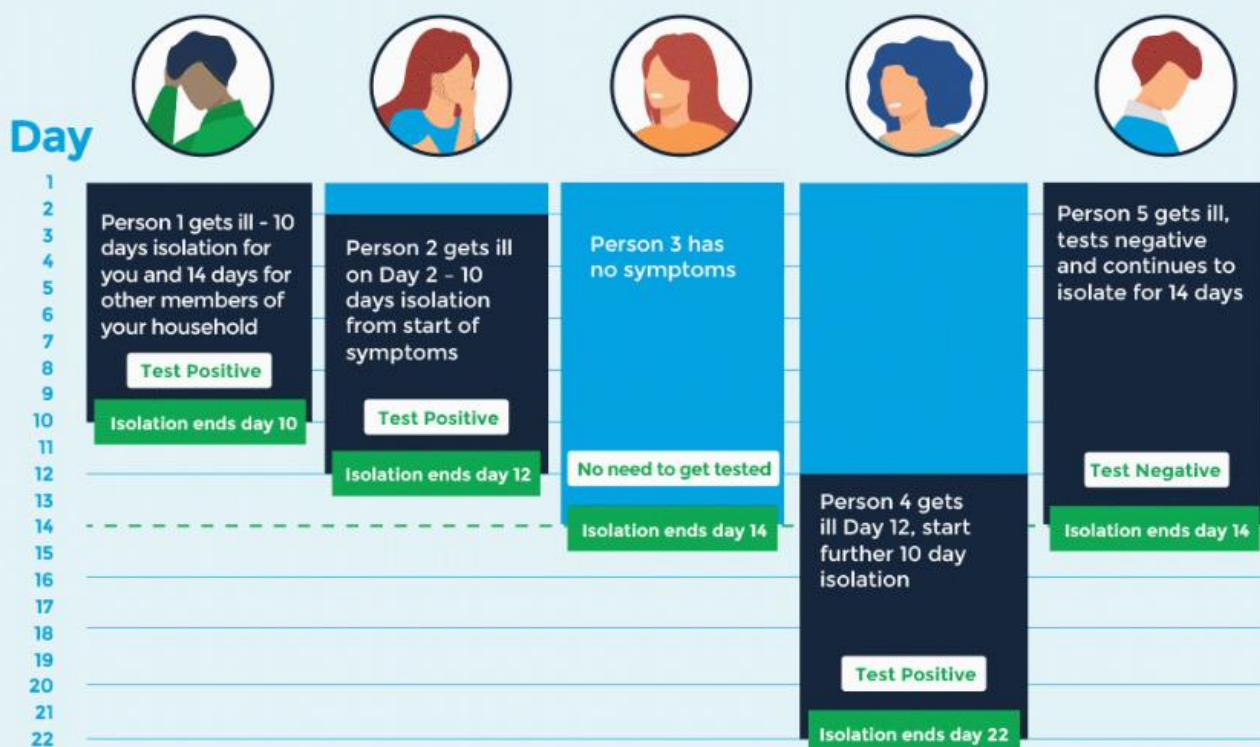 Day
1
2
3
4
5
6
7
8
9
10
11
12
13
14
15
16
17
18
19
20
21
22
Person 1 gets ill - 10
days isolation for
you and 14 days for
other members of
your household
Test Positive
Isolation ends day 10
Person 2 gets ill
on Day 2 - 10
days isolation
from start of
symptoms
Test Positive
Isolation ends day 12
Person 3 has
no symptoms
No need to get tested
Isolation ends day 14
Person 4 gets
ill Day 12, start
further 10 day
isolation
Test Positive
Isolation ends day 22
Person 5 gets ill,
tests negative
and continues to
isolate for 14 days
Test Negative
Isolation ends day 14